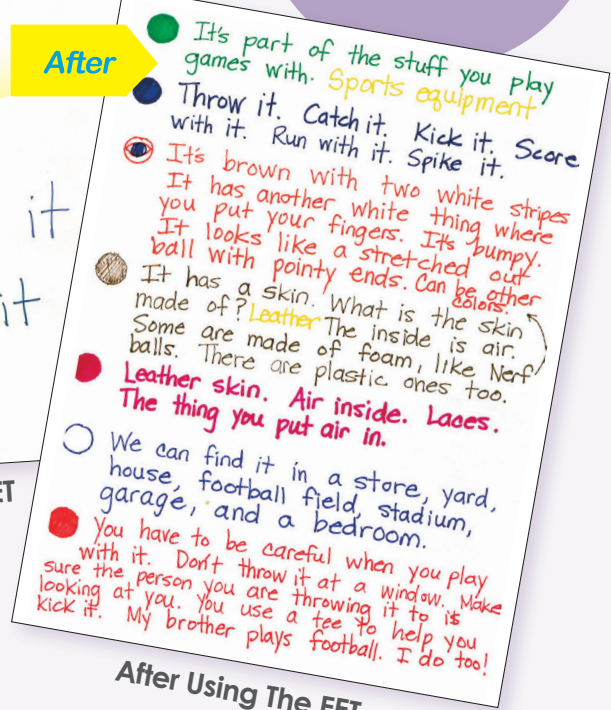 After
It's part of the stuff you play
games with. Sports equipment
Throw it. Catch it. Kick it. Score
with it. Run with it. Spike it.
It's brown with two white stripes
It has another white thing where
you put your fingers. It's bumpy.
It looks like a stretched out
ball with pointy ends. Can be other
colors.
It has a skin. What is the skin
made of? Leather The inside is air.
Some are made of foam, like Nerf
balls. There are plastic ones too.
Leather skin. Air inside. Laces.
The thing you put air in.
We can find it in a store, yard,
house, football field, stadium,
garage, and a bedroom.
You have to be careful when you play
with it. Don't throw it at a window. Make
sure the person you are throwing it to is
looking at you. You use a tee to help you
kick it. My brother plays football. I do too!
it
it
After Using The EET